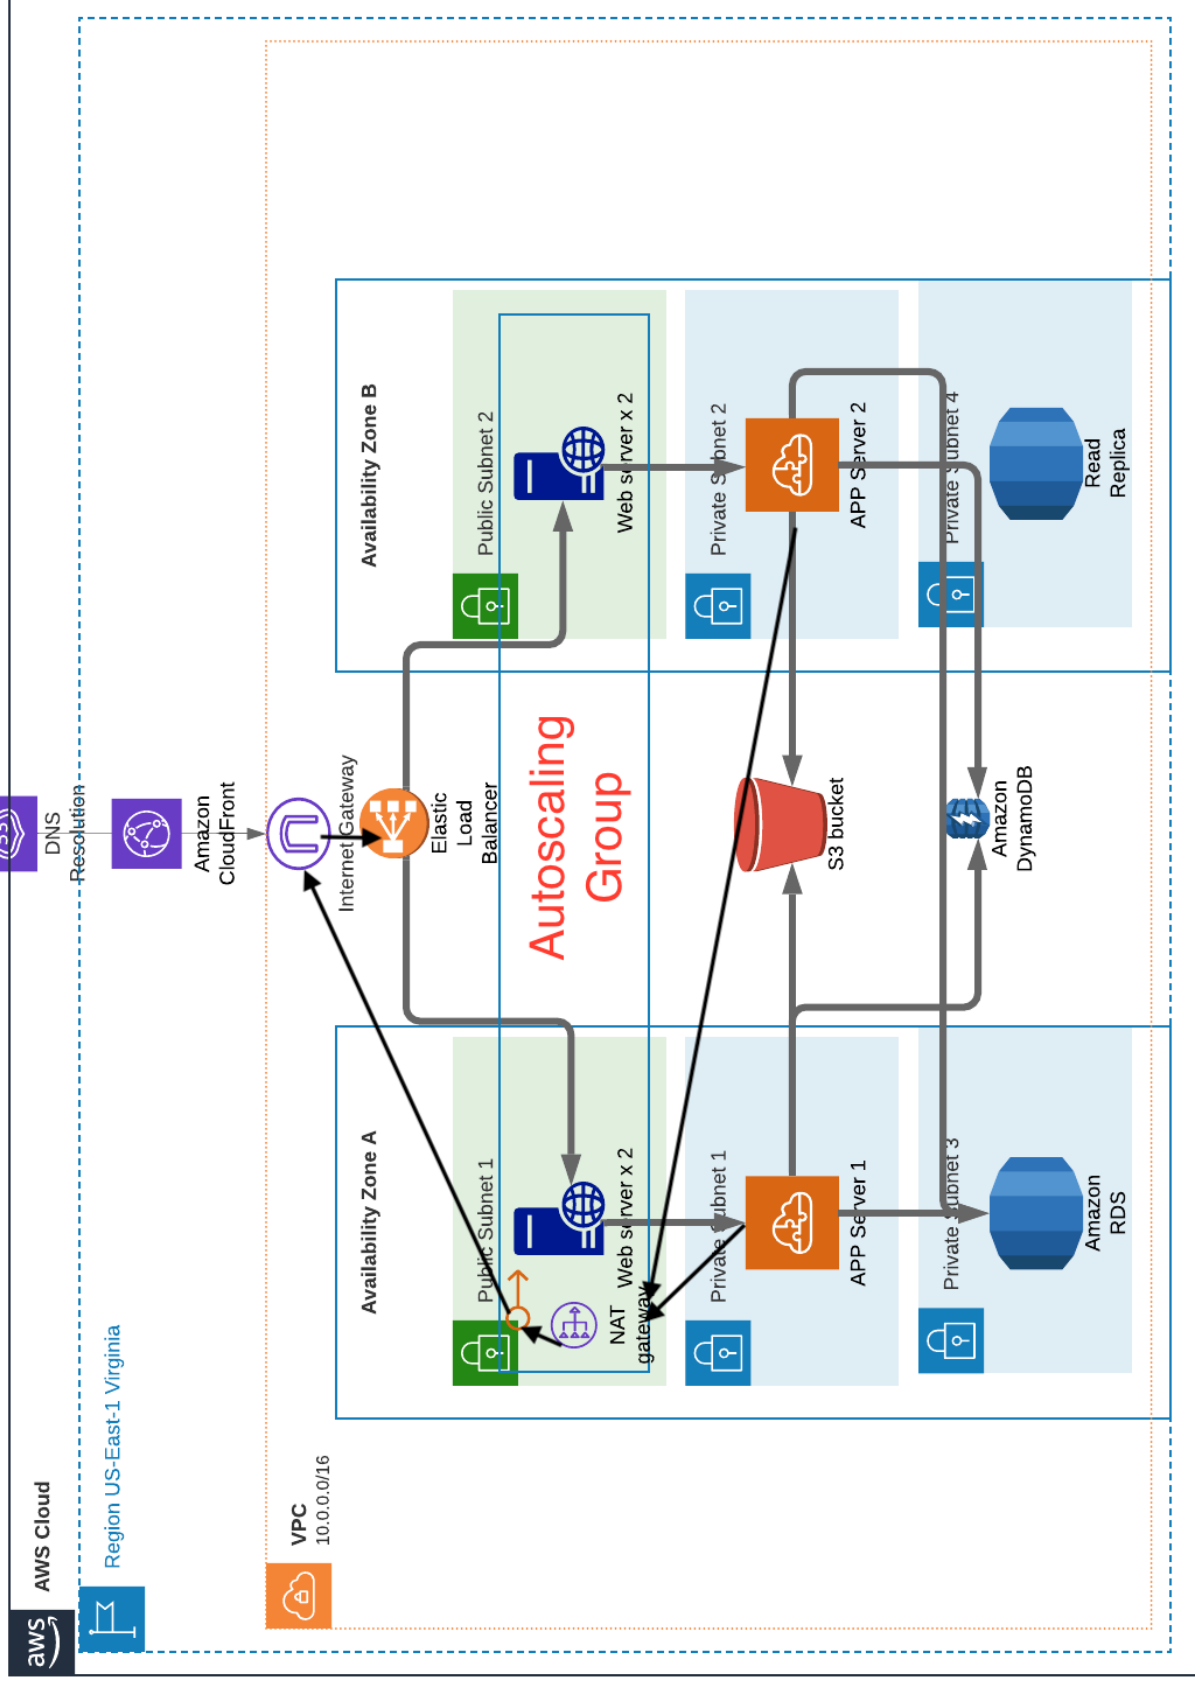 aws
AWS Cloud
Region US-East-1 Virginia
VPC
10.0.0.0/16
53
DNS
Resolution
Amazon
CloudFront
Internet Gateway
Elastic
Load
Balancer
Availability Zone A
Availability Zone B
Public Subnet 1
Public Subnet 2
Autoscaling
Group
NAT
gateway
Web server x 2
Web server x 2
Private Subnet 1
Private Subnet 2
APP Server 1
S3 bucket
APP Server 2
Private Subnet 3
Private Subnet 4
Amazon
RDS
Amazon
DynamoDB
Read
Replica